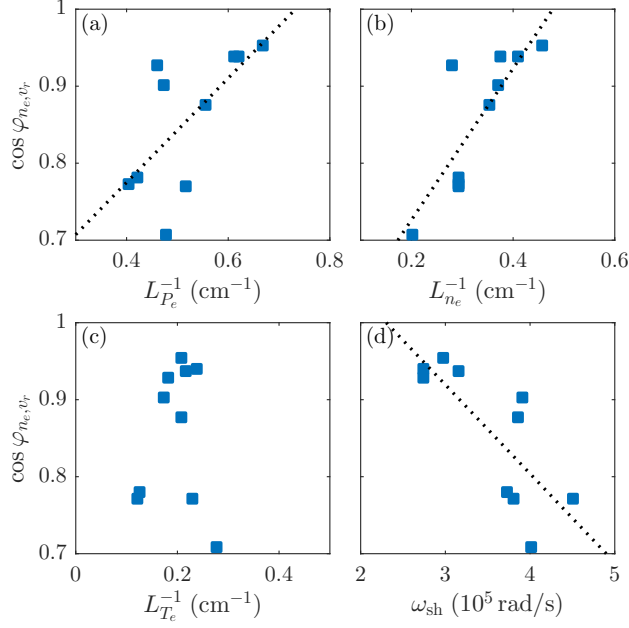 (a)
(b)
1
0.9
0.8
0.7
cos φ_{n_e,v_r}
0.4 0.6 0.8
0.2 0.4 0.6
L_{P_e}^{-1} (cm^{-1})
L_{n_e}^{-1} (cm^{-1})
(c)
(d)
1
0.9
0.8
0.7
cos φ_{n_e,v_r}
0 0.2 0.4
2 3 4 5
L_{T_e}^{-1} (cm^{-1})
ω_{sh} (10^5 rad/s)